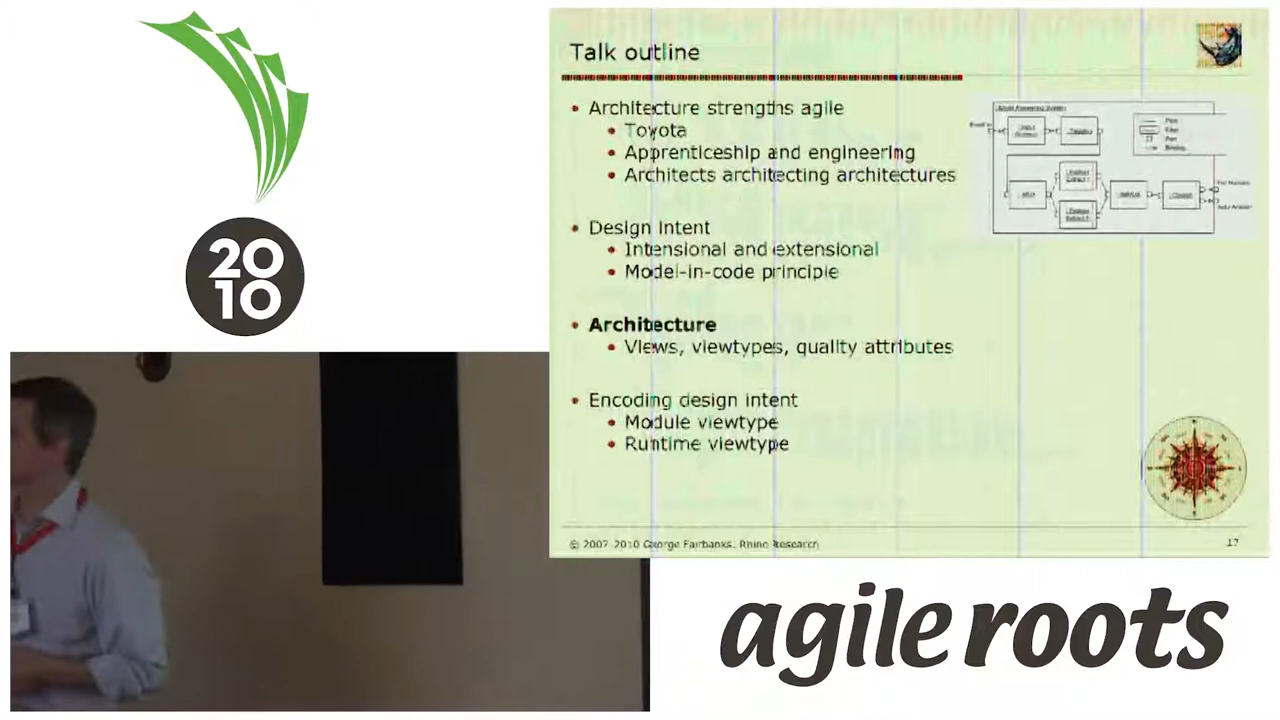 20
10
Talk outline
Architecture strengths agile
Toyota
Apprenticeship and engineering
Architects architecting architectures
Design intent
Intensional and extensional
Model-in-code principle
Architecture
Views, viewtypes, quality attributes
Encoding design intent
Module viewtype
Runtime viewtype
© 2007-2010 George Fairbanks, Rhino Research
17
agile roots